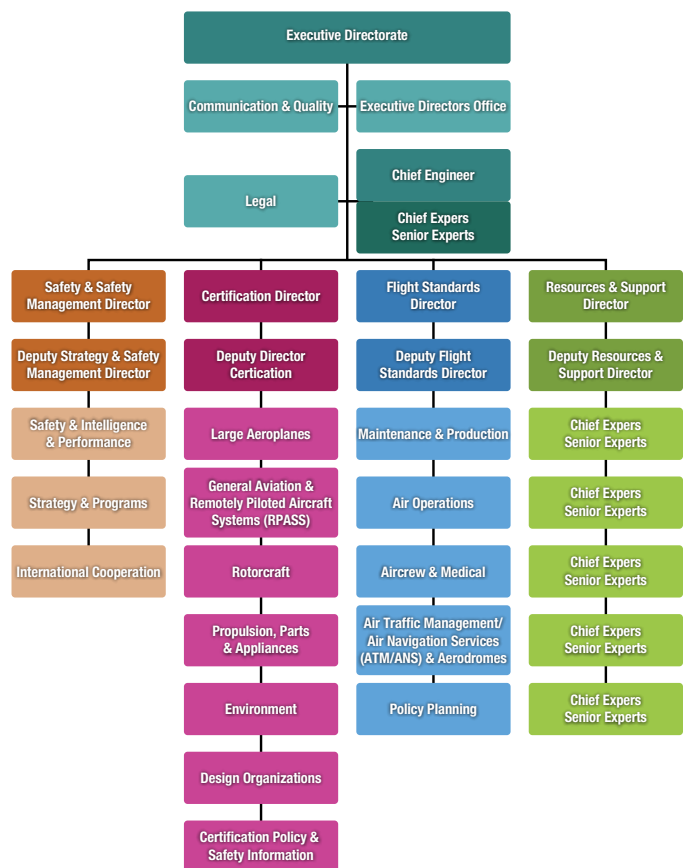 Executive Directorate
Communication & Quality
Executive Directors Office
Legal
Chief Engineer
Chief Expers
Senior Experts
Safety & Safety
Management Director
Deputy Strategy & Safety
Management Director
Safety & Intelligence
& Performance
Strategy & Programs
International Cooperation
Certification Director
Deputy Director
Certication
Large Aeroplanes
General Aviation &
Remotely Piloted Aircraft
Systems (RPASS)
Rotorcraft
Propulsion, Parts
& Appliances
Environment
Design Organizations
Certification Policy &
Safety Information
Flight Standards
Director
Deputy Flight
Standards Director
Maintenance & Production
Air Operations
Aircrew & Medical
Air Traffic Management/
Air Navigation Services
(ATM/ANS) & Aerodromes
Policy Planning
Resources & Support
Director
Deputy Resources &
Support Director
Chief Expers
Senior Experts
Chief Expers
Senior Experts
Chief Expers
Senior Experts
Chief Expers
Senior Experts
Chief Expers
Senior Experts